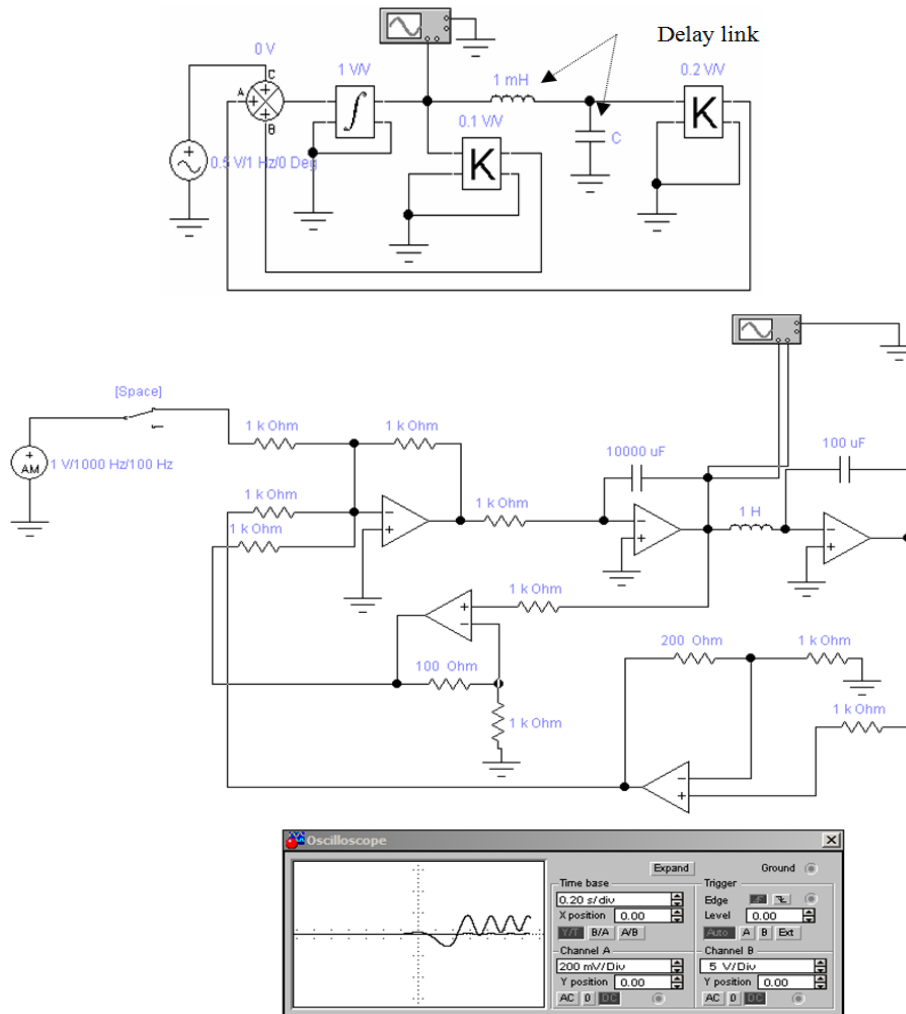 Delay link
0 V
C
A
B
1 V/V
1 mH
0.2 V/V
0.5 V/1 Hz/0 Deg
0.1 V/V
K
C
K
[Space]
1 k Ohm
1 k Ohm
AM
1 V/1000 Hz/100 Hz
10000 uF
100 uF
1 k Ohm
1 k Ohm
1 k Ohm
1 H
1 k Ohm
200 Ohm
1 k Ohm
100 Ohm
1 k Ohm
1 k Ohm
Oscilloscope
Expand
Ground
Time base
Trigger
0.20 s/div
Edge
X position 0.00
Level 0.00
Y/T B/A A/B
Auto A B Ext
Channel A
Channel B
200 mV/Div
5 V/Div
Y position 0.00
Y position 0.00
AC 0 DC
AC 0 DC